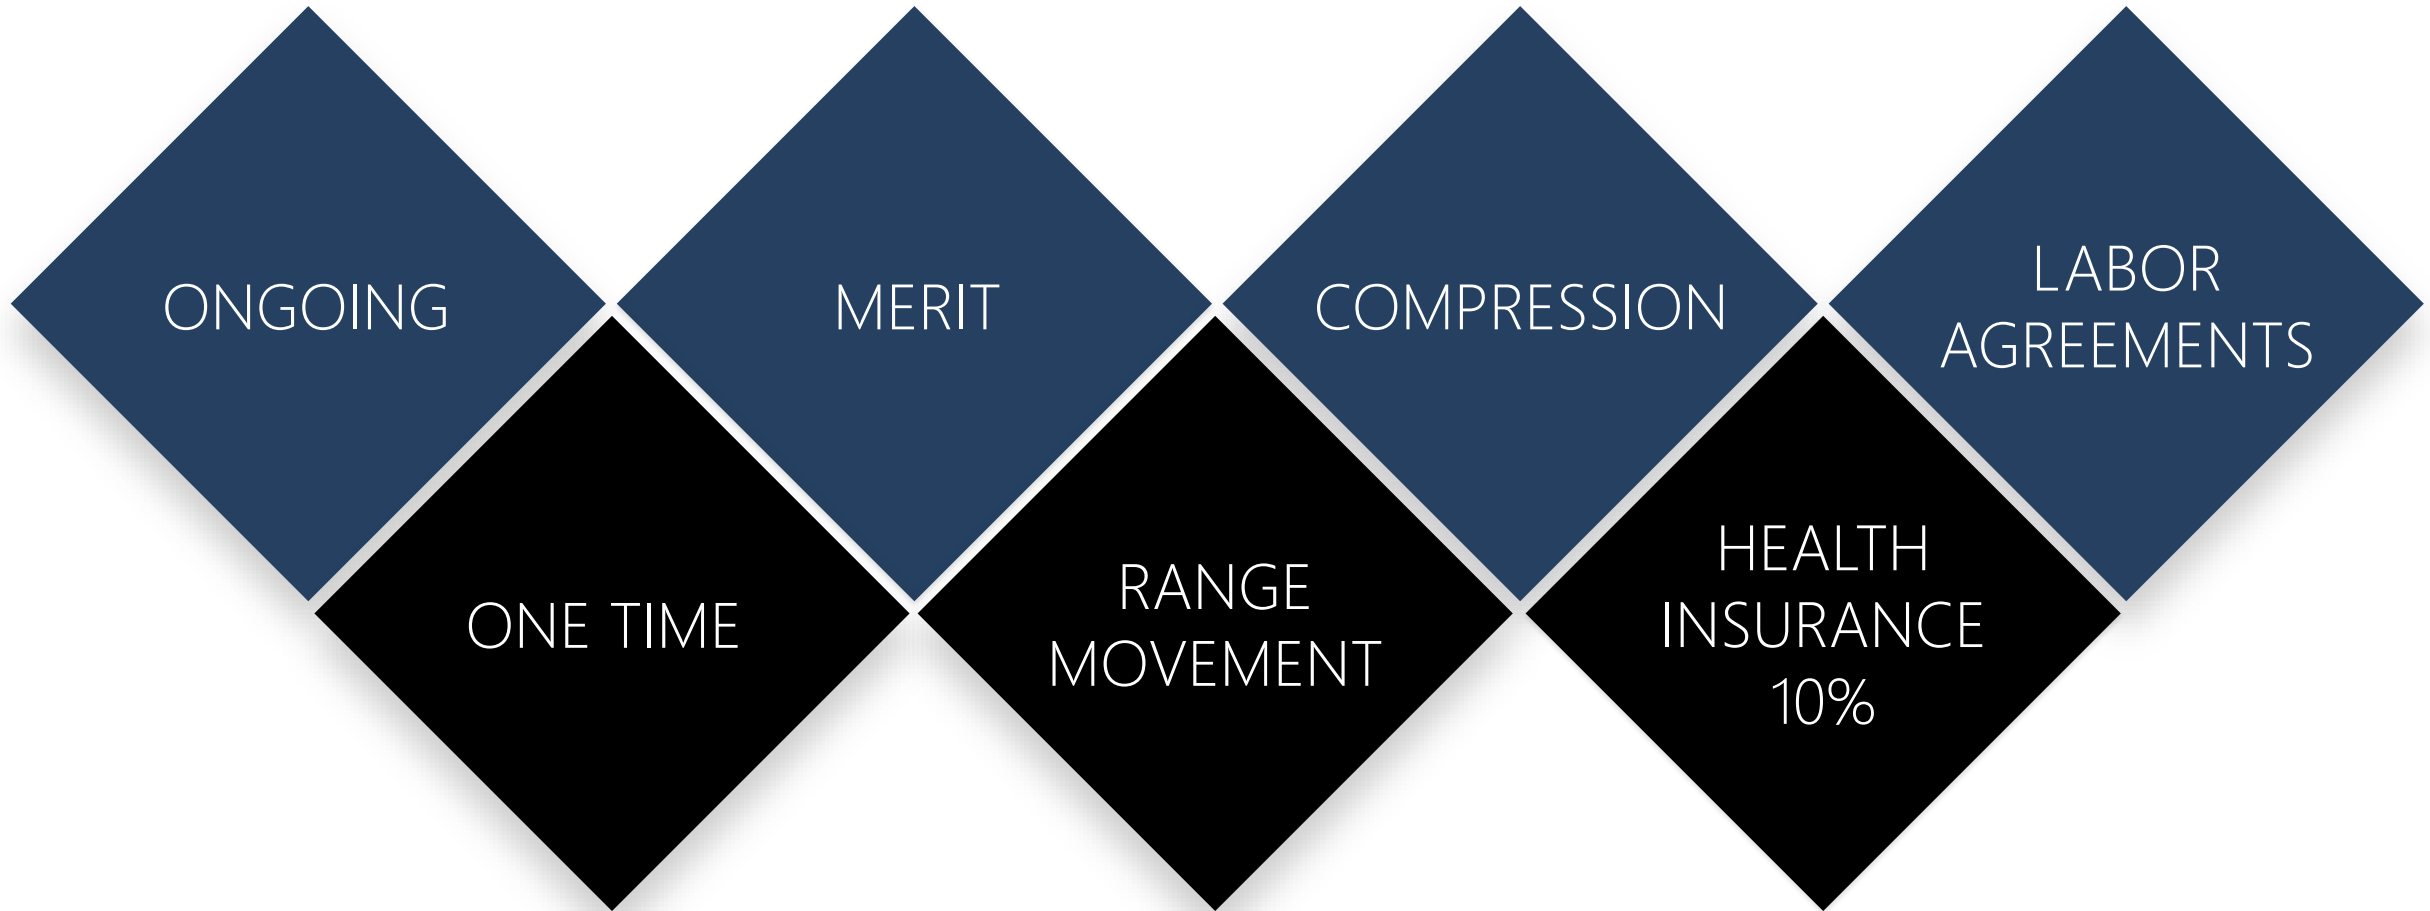 ONGOING
MERIT
COMPRESSION
LABOR
AGREEMENTS
ONE TIME
RANGE
MOVEMENT
HEALTH
INSURANCE
10%